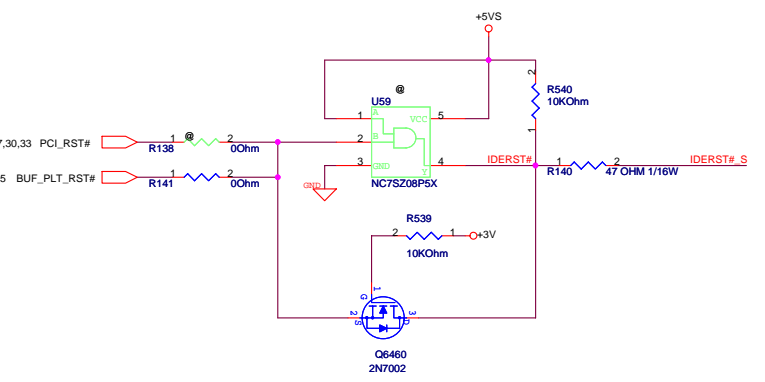 +5VS
@
U59
1
A
VCC
5
2
R540
10KOhm
1
7,30,33 PCI_RST#
1
@
2
R138
0Ohm
2
B
5 BUF_PLT_RST#
1
2
R141
0Ohm
3
GND
Y
4
NC7SZ08P5X
GND
IDERST#
1
2
R140
47 OHM 1/16W
IDERST#_S
R539
2
1
+3V
10KOhm
1
G
2
S
3
D
Q6460
2N7002